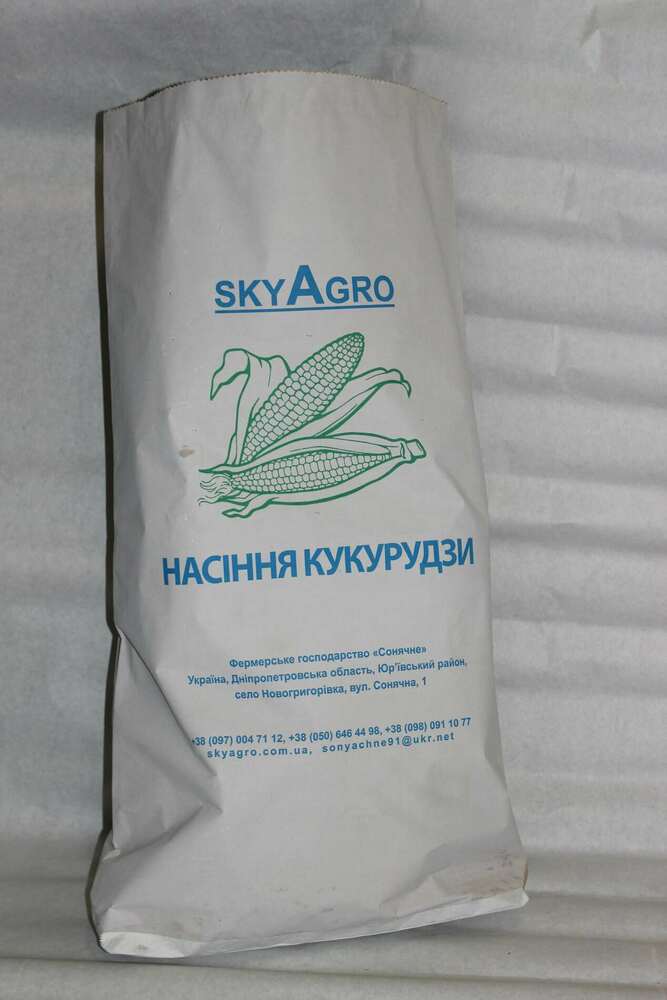 SKYAGRO
НАСІННЯ КУКУРУДЗИ
Фермерське господарство «Сонячне»
Україна, Дніпропетровська область, Юр'ївський район,
село Новогригорівка, вул. Сонячна, 1
+38 (097) 004 71 12, +38 (050) 646 44 98, +38 (098) 091 10 77
skyagro.com.ua, sonyachne91@ukr.net